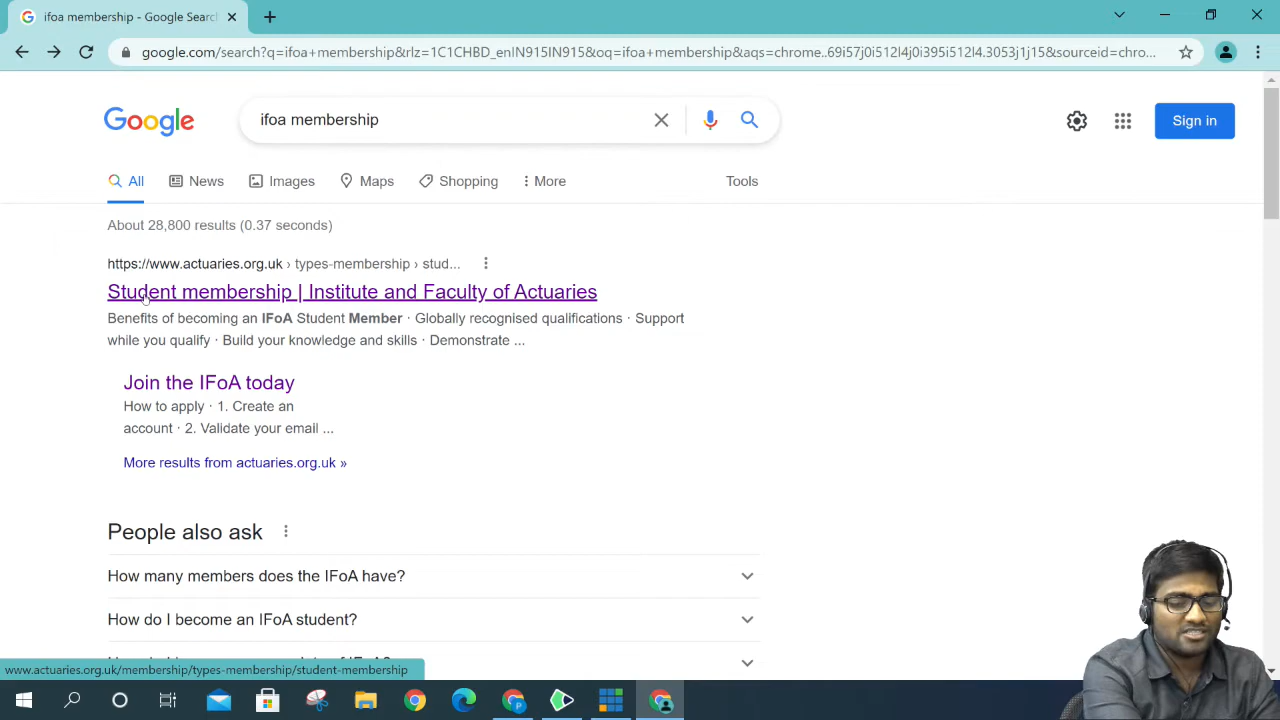 ifoa membership - Google Sear
google.com/search?q=ifoa+membership&rlz=1C1CHBD_enIN915IN915&oq=ifoa+membership&aqs=chrome..69i57j0i512l4j0i395i512l4.3053j1j15&sourceid=chro...
Google
ifoa membership
Sign in
All
News
Images
Maps
Shopping
More
Tools
About 28,800 results (0.37 seconds)
https://www.actuaries.org.uk › types-membership › stud...
Student membership | Institute and Faculty of Actuaries
Benefits of becoming an IFoA Student Member · Globally recognised qualifications · Support
while you qualify · Build your knowledge and skills · Demonstrate ...
Join the IFoA today
How to apply · 1. Create an
account · 2. Validate your email ...
More results from actuaries.org.uk »
People also ask
How many members does the IFoA have?
How do I become an IFoA student?
www.actuaries.org.uk/membership/types-membership/student-membership